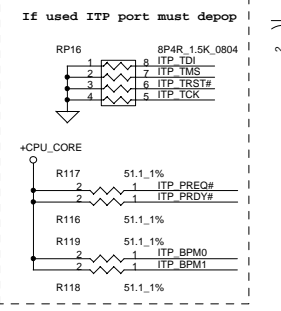 If used ITP port must depop
RP16 8P4R_1.5K_0804
1 8 ITP_TDI
2 7 ITP_TMS
3 6 ITP_TRST#
4 5 ITP_TCK
+CPU_CORE
R117 51.1_1%
2 1 ITP_PREQ#
2 1 ITP_PRDY#
R116 51.1_1%
R119 51.1_1%
2 1 ITP_BPM0
2 1 ITP_BPM1
R118 51.1_1%
2